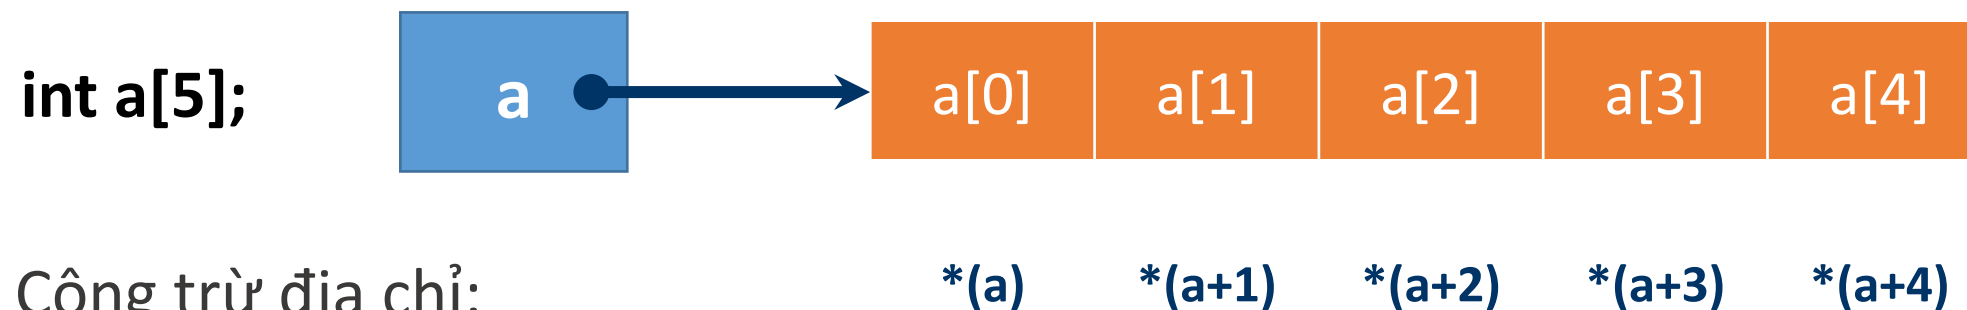 int a[5];
a
a[0] a[1] a[2] a[3] a[4]
Cộng trừ địa chỉ:
*(a) *(a+1) *(a+2) *(a+3) *(a+4)